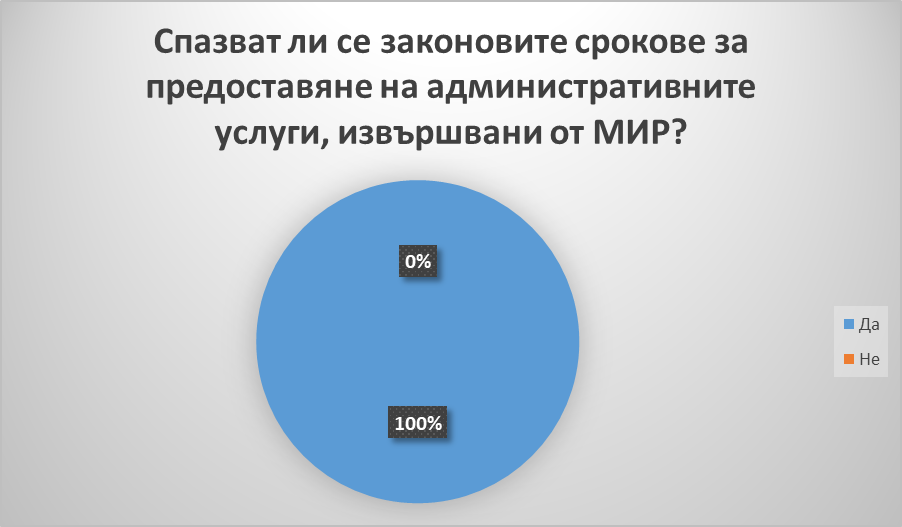 Спазват ли се законовите срокове за
предоставяне на административните
услуги, извършвани от МИР?
0%
100%
Да
Не